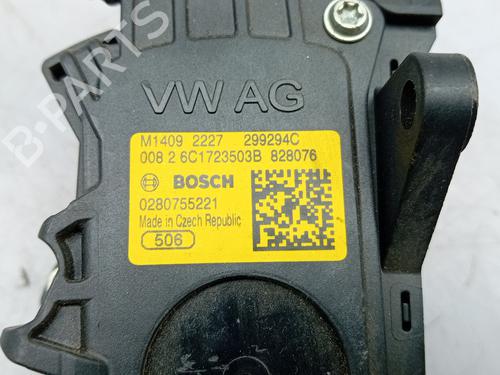 B-PARTS
VW AG
M1409 2227 299294C
008 2 6C1723503B 828076
BOSCH
0280755221
Made in Czech Republic
506